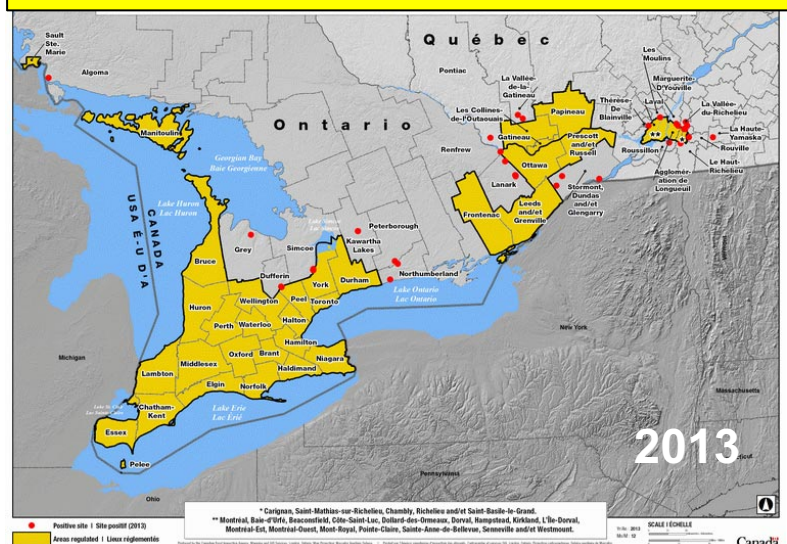 Québec
Ontario
Sault
Ste.
Marie
Algoma
Manitoulin
Georgian Bay
Baie Georgienne
Lake Huron
Lac Huron
CANADA
USA É-U D'A
Pontiac
La Vallée-
de-la-
Gatineau
Les Collines-
de-l'Outaouais
Papineau
Thérèse-
De
Blainville
Les
Moulins
Marguerite-
D'Youville
Laval
La Vallée-
du-Richelieu
La Haute-
Yamaska
Rouville
Le Haut-
Richelieu
Roussillon
Agglomé-
ration de
Longueuil
Renfrew
Gatineau
Prescott
and/et
Russell
Ottawa
Lanark
Stormont,
Dundas
and/et
Glengarry
Frontenac
Leeds
and/et
Grenville
Grey
Simcoe
Peterborough
Kawartha
Lakes
Bruce
Dufferin
York
Durham
Northumberland
Lake Ontario
Lac Ontario
Wellington
Peel
Toronto
Huron
Halton
Perth
Waterloo
Hamilton
Oxford
Brant
Niagara
Middlesex
Haldimand
Lambton
Elgin
Norfolk
Chatham-
Kent
Lake Erie
Lac Érié
Essex
Pelee
Michigan
Ohio
Pennsylvania
New York
Massachusetts
2013
* Carignan, Saint-Mathias-sur-Richelieu, Chambly, Richelieu and/et Saint-Basile-le-Grand.
** Montréal, Baie-d'Urfé, Beaconsfield, Côte-Saint-Luc, Dollard-des-Ormeaux, Dorval, Hampstead, Kirkland, L'Île-Dorval,
Montréal-Est, Montréal-Ouest, Mont-Royal, Pointe-Claire, Sainte-Anne-de-Bellevue, Senneville and/et Westmount.
Positive site | Site positif (2013)
Areas regulated | Lieux réglementés
SCALE | ÉCHELLE
Canada